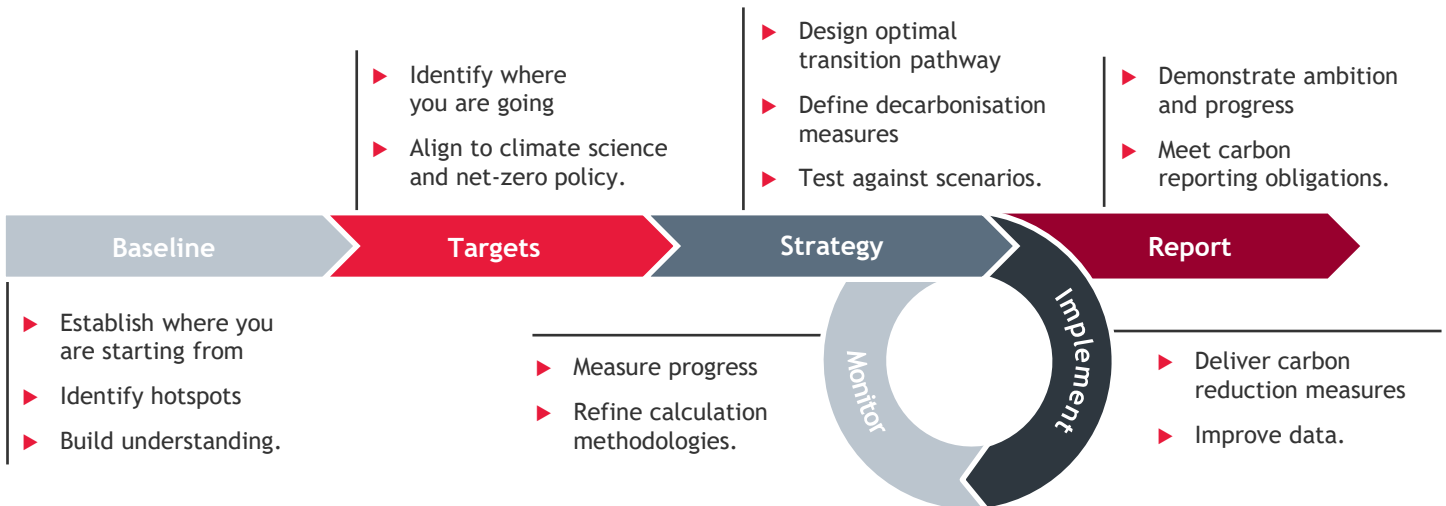 Baseline
Establish where you
are starting from
Identify hotspots
Build understanding.
Targets
Identify where
you are going
Align to climate science
and net-zero policy.
Strategy
Design optimal
transition pathway
Define decarbonisation
measures
Test against scenarios.
Implement
Deliver carbon
reduction measures
Improve data.
Monitor
Measure progress
Refine calculation
methodologies.
Report
Demonstrate ambition
and progress
Meet carbon
reporting obligations.